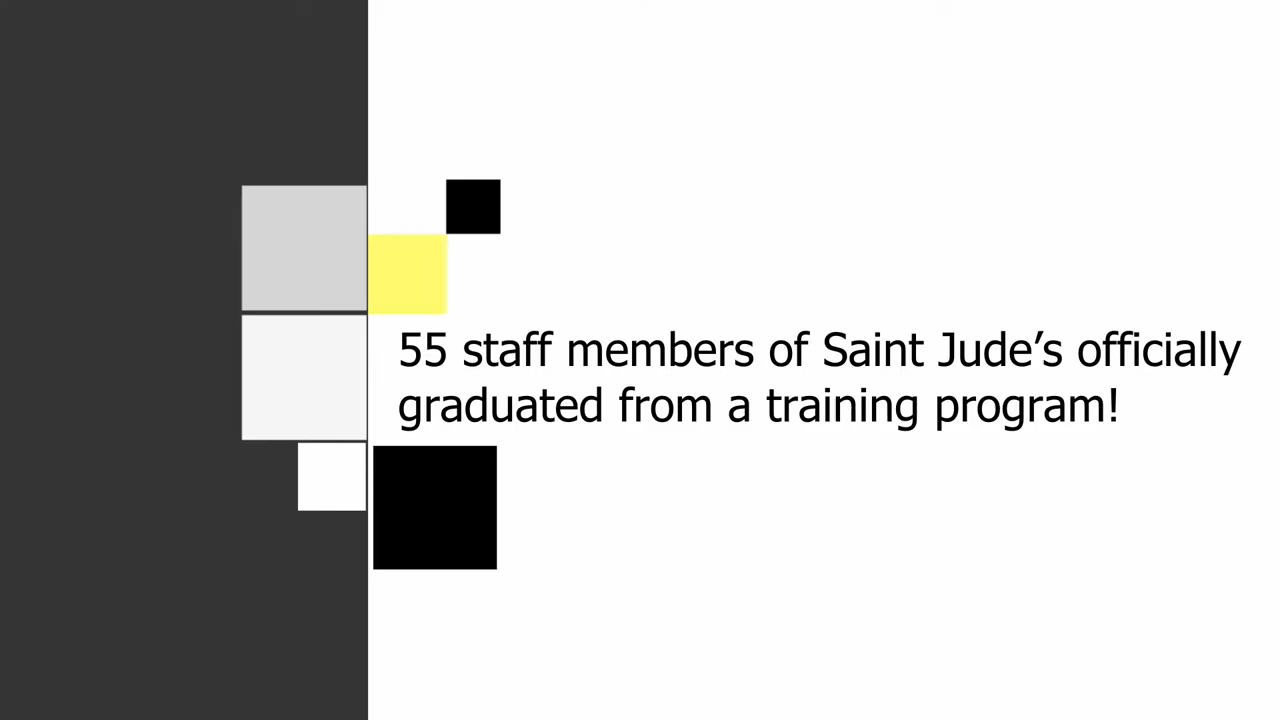 55 staff members of Saint Jude’s officially
graduated from a training program!